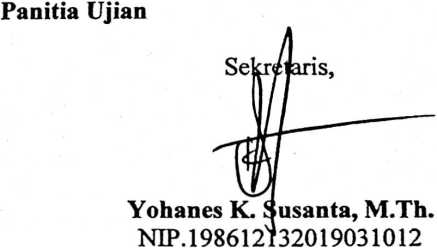 Panitia Ujian
Sekretaris,
Yohanes K. Susanta, M.Th.
NIP.198612132019031012